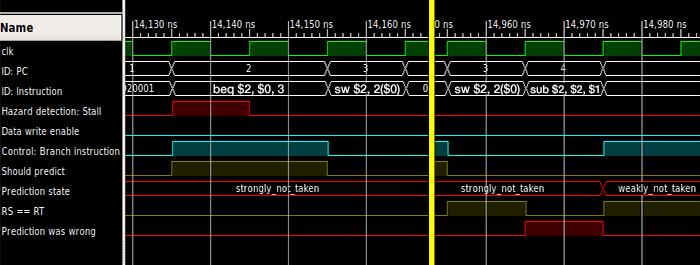 14,130 ns 14,140 ns 14,150 ns 14,160 ns 0 ns 14,960 ns 14,970 ns 14,980 ns
Name
clk
ID: PC 1 2 3 3 4
ID: Instruction 020001 beq $2, $0, 3 sw $2, 2($0) 0 sw $2, 2($0) sub $2, $2, $1
Hazard detection: Stall
Data write enable
Control: Branch instruction
Should predict
Prediction state strongly_not_taken strongly_not_taken weakly_not_taken
RS == RT
Prediction was wrong